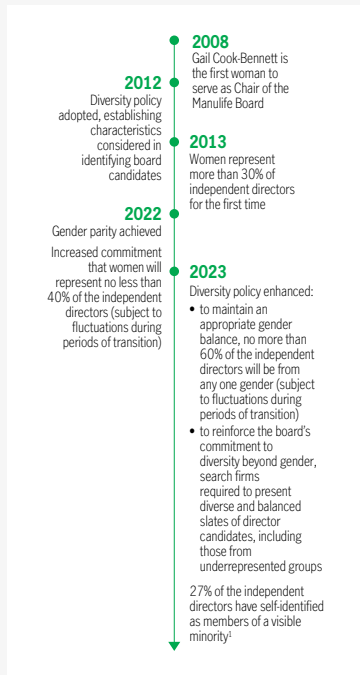 2008
Gail Cook-Bennett is
the first woman to
serve as Chair of the
Manulife Board
2012
Diversity policy
adopted, establishing
characteristics
considered in
identifying board
candidates
2013
Women represent
more than 30% of
independent directors
for the first time
2022
Gender parity achieved
Increased commitment
that women will
represent no less than
40% of the independent
directors (subject to
fluctuations during
periods of transition)
2023
Diversity policy enhanced:
• to maintain an
appropriate gender
balance, no more than
60% of the independent
directors will be from
any one gender (subject
to fluctuations during
periods of transition)
• to reinforce the board's
commitment to
diversity beyond gender,
search firms
required to present
diverse and balanced
slates of director
candidates, including
those from
underrepresented groups
27% of the independent
directors have self-identified
as members of a visible
minority¹